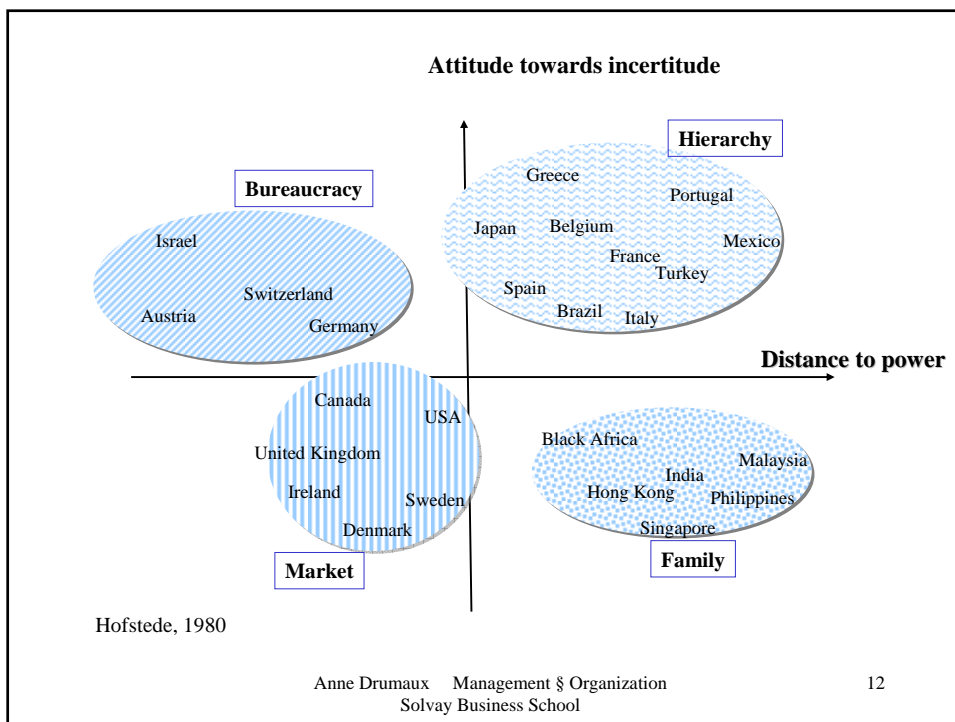 Attitude towards incertitude
Hierarchy
Greece
Bureaucracy
Portugal
Japan
Belgium
Israel
Mexico
France
Turkey
Switzerland
Spain
Austria
Brazil
Italy
Germany
Distance to power
Canada
USA
Black Africa
United Kingdom
Malaysia
India
Ireland
Hong Kong
Philippines
Sweden
Denmark
Singapore
Market
Family
Hofstede, 1980
Anne Drumaux Management § Organization
Solvay Business School
12